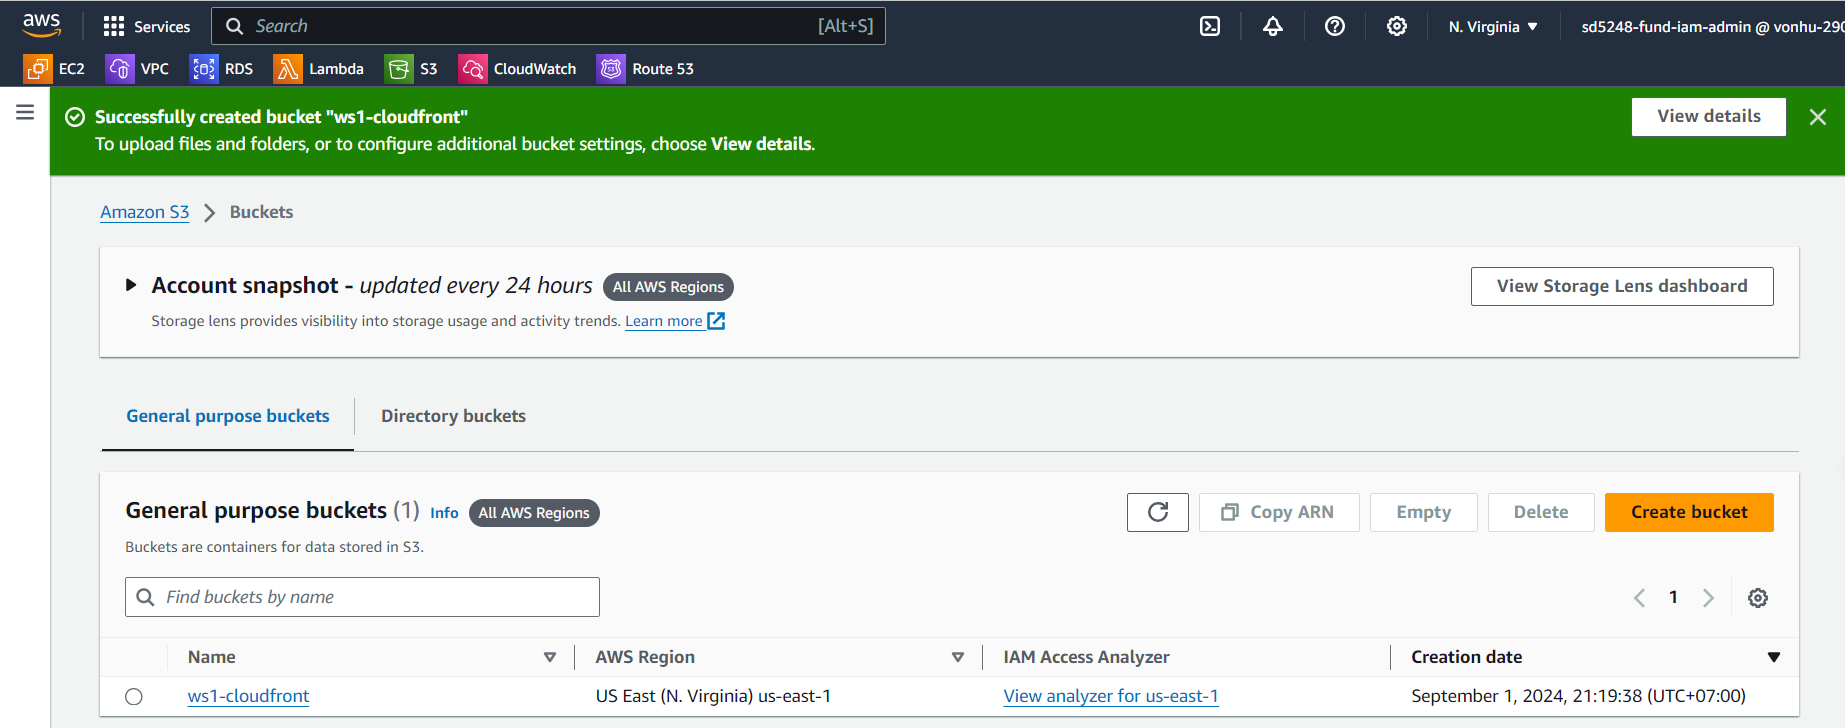 aws Services Search [Alt+S] N. Virginia ▼ sd5248-fund-iam-admin @ vonhu-290
EC2 VPC RDS Lambda S3 CloudWatch Route 53
Successfully created bucket "ws1-cloudfront"
To upload files and folders, or to configure additional bucket settings, choose View details.
View details
Amazon S3 > Buckets
Account snapshot - updated every 24 hours All AWS Regions
Storage lens provides visibility into storage usage and activity trends. Learn more
View Storage Lens dashboard
General purpose buckets Directory buckets
General purpose buckets (1) Info All AWS Regions
Buckets are containers for data stored in S3.
Copy ARN Empty Delete Create bucket
Find buckets by name
1
Name AWS Region IAM Access Analyzer Creation date
ws1-cloudfront US East (N. Virginia) us-east-1 View analyzer for us-east-1 September 1, 2024, 21:19:38 (UTC+07:00)